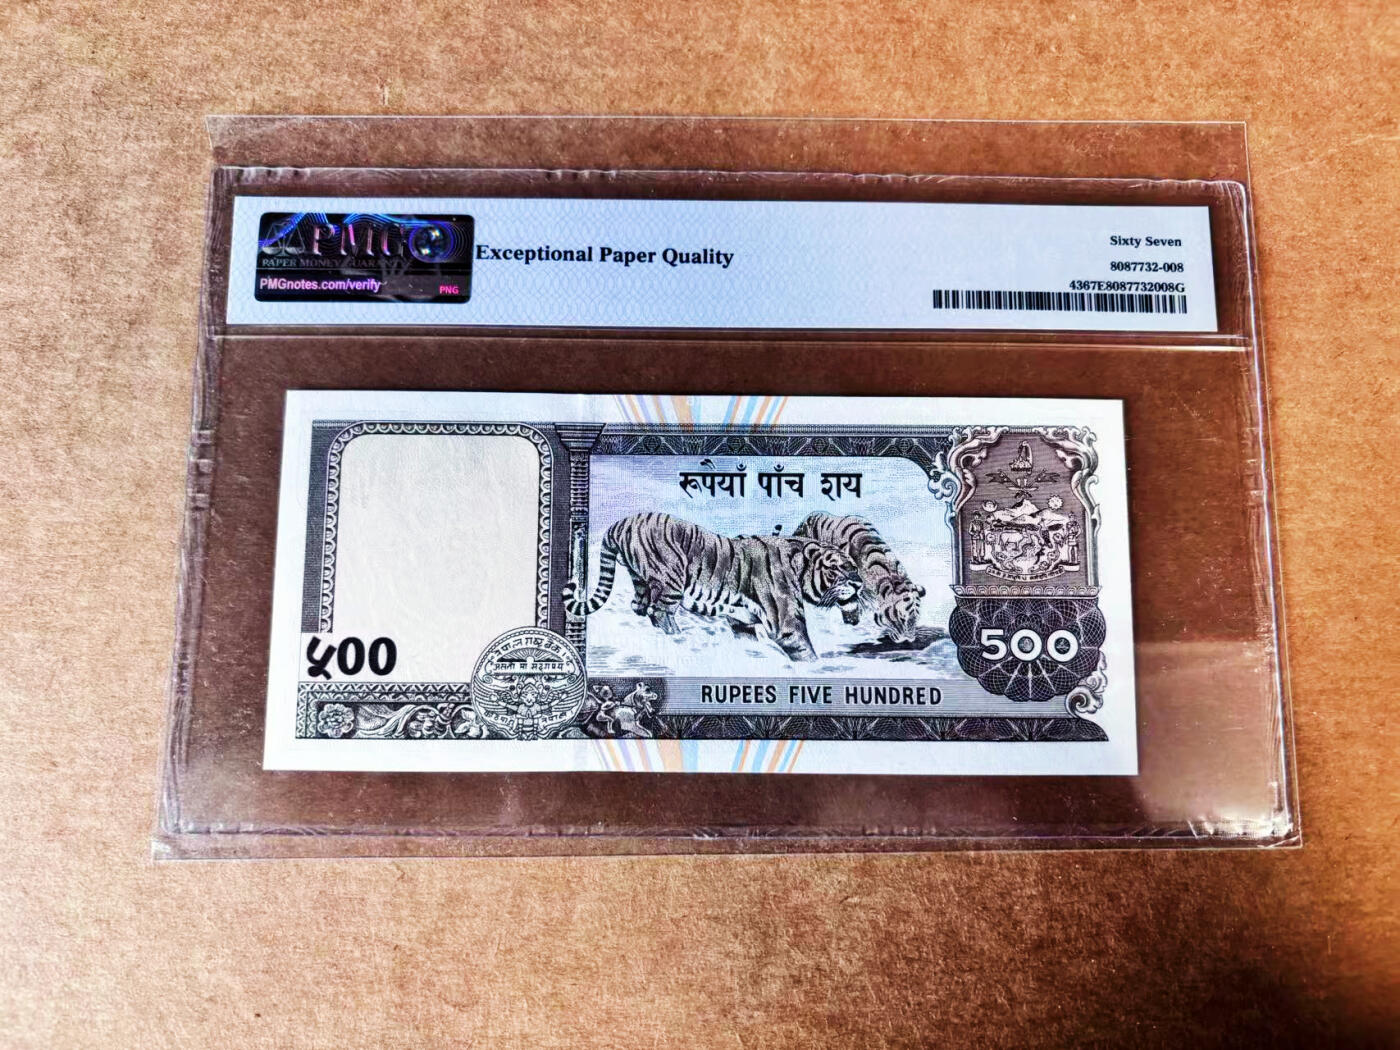 PMG
PAPER MONEY GUARANTY
PMGnotes.com/verify
PNG
Exceptional Paper Quality
Sixty Seven
8087732-008
4367E8087732008G
रूपैयाँ पाँच शय
५००
500
RUPEES FIVE HUNDRED